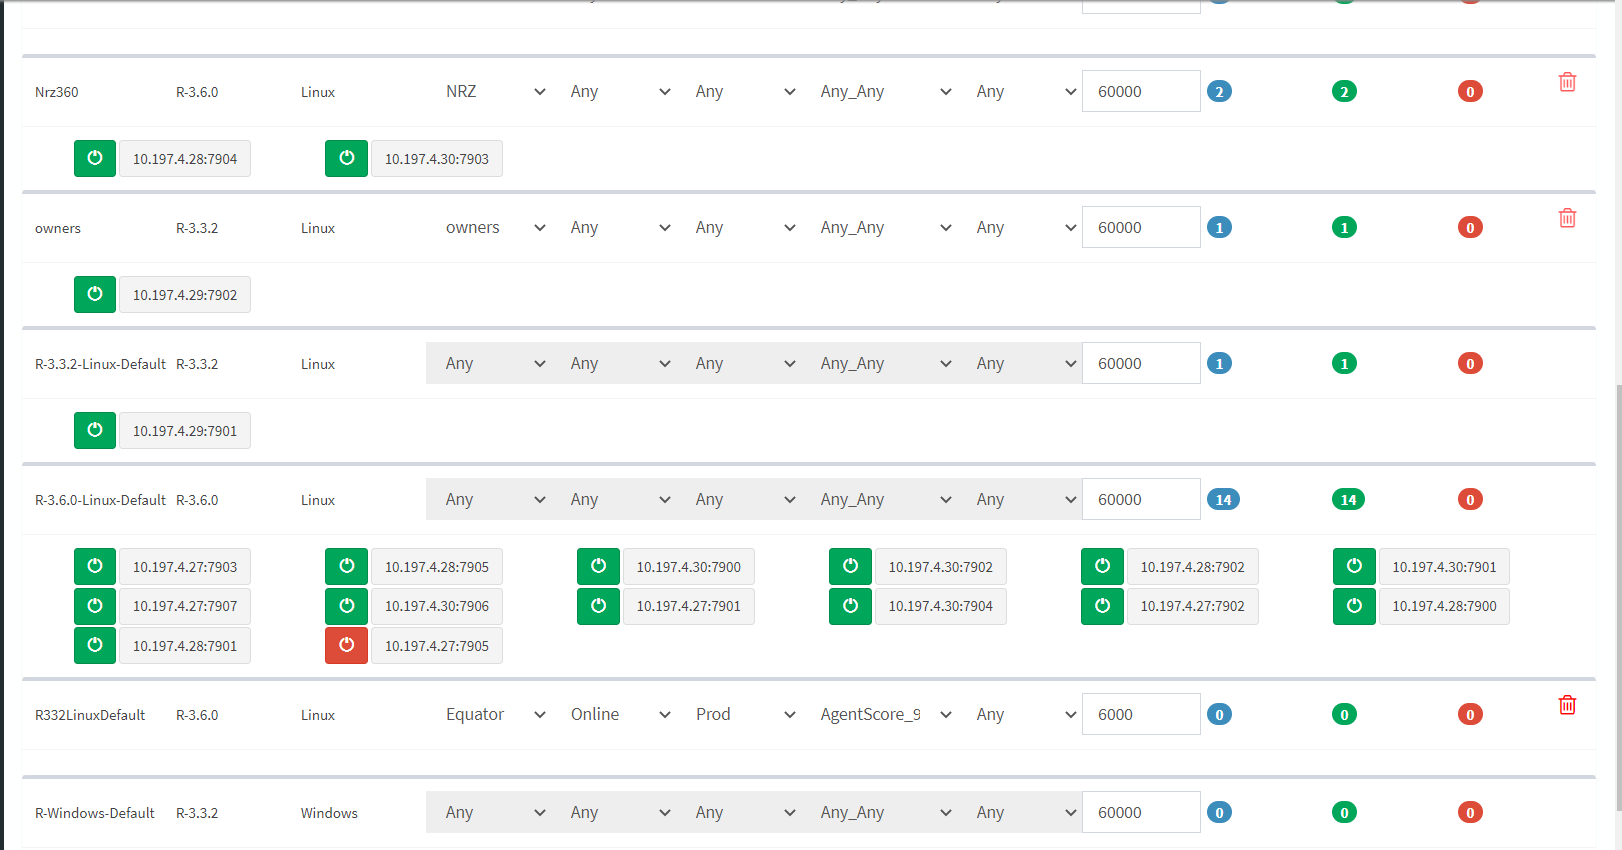 Nrz360 R-3.6.0 Linux NRZ Any Any Any_Any Any 60000 2 2 0
10.197.4.28:7904 10.197.4.30:7903
owners R-3.3.2 Linux owners Any Any Any_Any Any 60000 1 1 0
10.197.4.29:7902
R-3.3.2-Linux-Default R-3.3.2 Linux Any Any Any Any_Any Any 60000 1 1 0
10.197.4.29:7901
R-3.6.0-Linux-Default R-3.6.0 Linux Any Any Any Any_Any Any 60000 14 14 0
10.197.4.27:7903 10.197.4.28:7905 10.197.4.30:7900 10.197.4.30:7902 10.197.4.28:7902 10.197.4.30:7901
10.197.4.27:7907 10.197.4.30:7906 10.197.4.27:7901 10.197.4.30:7904 10.197.4.27:7902 10.197.4.28:7900
10.197.4.28:7901 10.197.4.27:7905
R332LinuxDefault R-3.6.0 Linux Equator Online Prod AgentScore_9 Any 6000 0 0 0
R-Windows-Default R-3.3.2 Windows Any Any Any Any_Any Any 60000 0 0 0